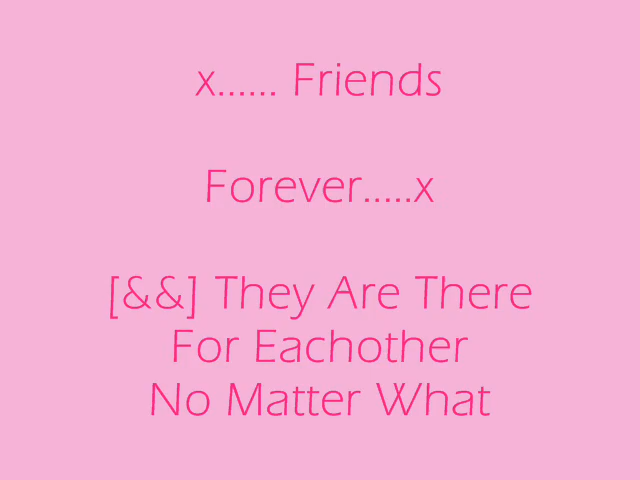 x...... Friends
Forever.....x
[&&] They Are There
For Eachother
No Matter What